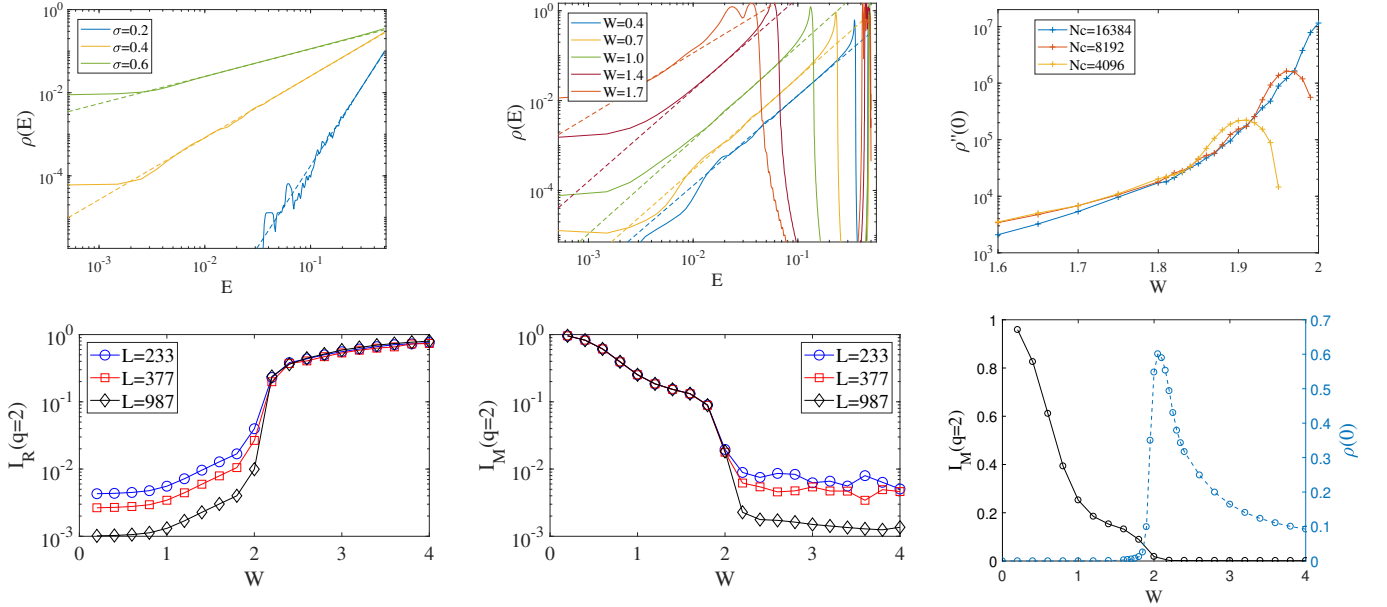 ρ(E)
10^0
10^-2
10^-4
σ=0.2
σ=0.4
σ=0.6
10^-3
10^-2
10^-1
E
ρ(E)
10^0
10^-2
10^-4
W=0.4
W=0.7
W=1.0
W=1.4
W=1.7
10^-3
10^-2
10^-1
E
ρ''(0)
10^7
10^6
10^5
10^4
10^3
Nc=16384
Nc=8192
Nc=4096
1.6
1.7
1.8
1.9
2
W
I_R(q=2)
10^0
10^-1
10^-2
10^-3
L=233
L=377
L=987
0
1
2
3
4
W
I_M(q=2)
10^0
10^-1
10^-2
10^-3
L=233
L=377
L=987
0
1
2
3
4
W
I_M(q=2)
1
0.8
0.6
0.4
0.2
0
0.7
0.6
0.5
0.4
0.3
0.2
0.1
0
ρ(0)
0
1
2
3
4
W